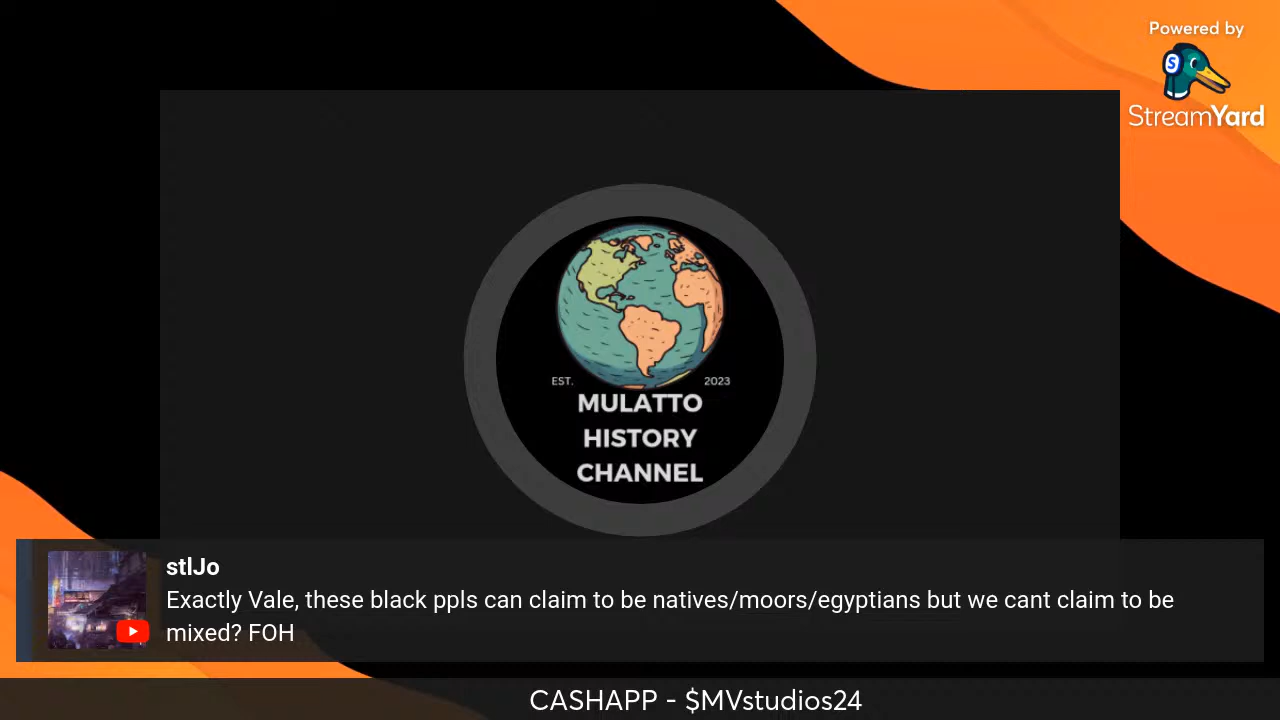 Powered by
StreamYard
EST. 2023
MULATTO
HISTORY
CHANNEL
stlJo
Exactly Vale, these black ppls can claim to be natives/moors/egyptians but we cant claim to be
mixed? FOH
CASHAPP - $MVstudios24